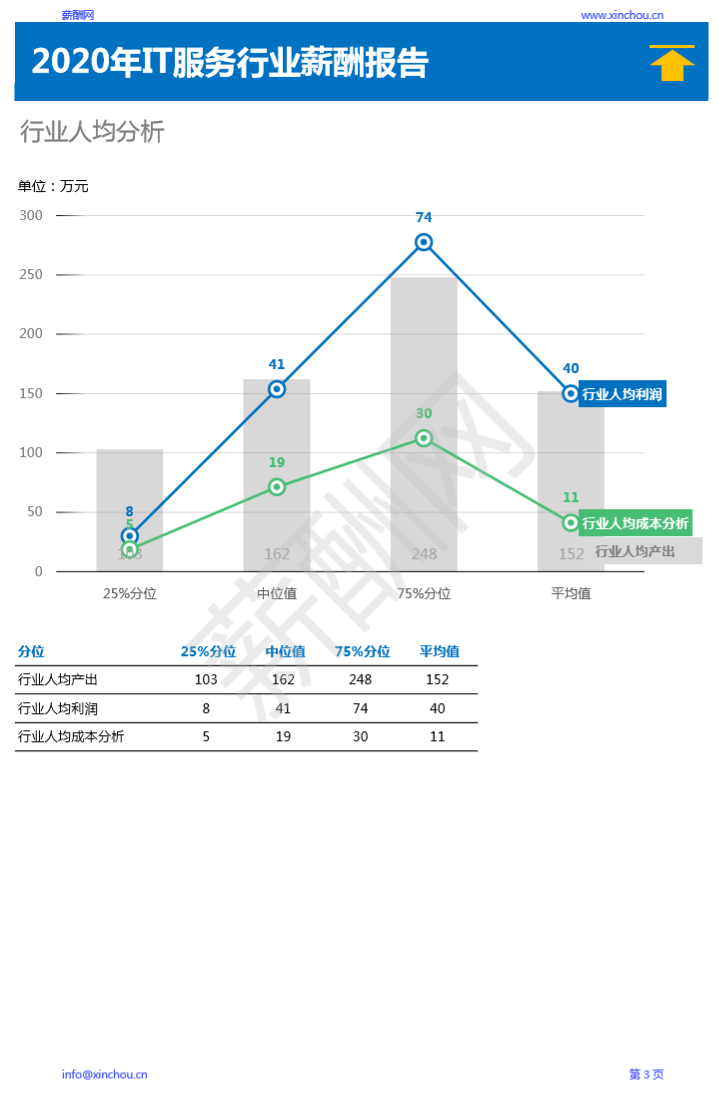 薪酬网 www.xinchou.cn
2020年IT服务行业薪酬报告
行业人均分析
单位：万元
300
74
250
200
41
40
150
行业人均利润
30
100
19
11
8
50
5
行业人均成本分析
103 162 248 152 行业人均产出
0
25%分位 中位值 75%分位 平均值
薪酬网
分位 25%分位 中位值 75%分位 平均值
行业人均产出 103 162 248 152
行业人均利润 8 41 74 40
行业人均成本分析 5 19 30 11
info@xinchou.cn 第 3 页